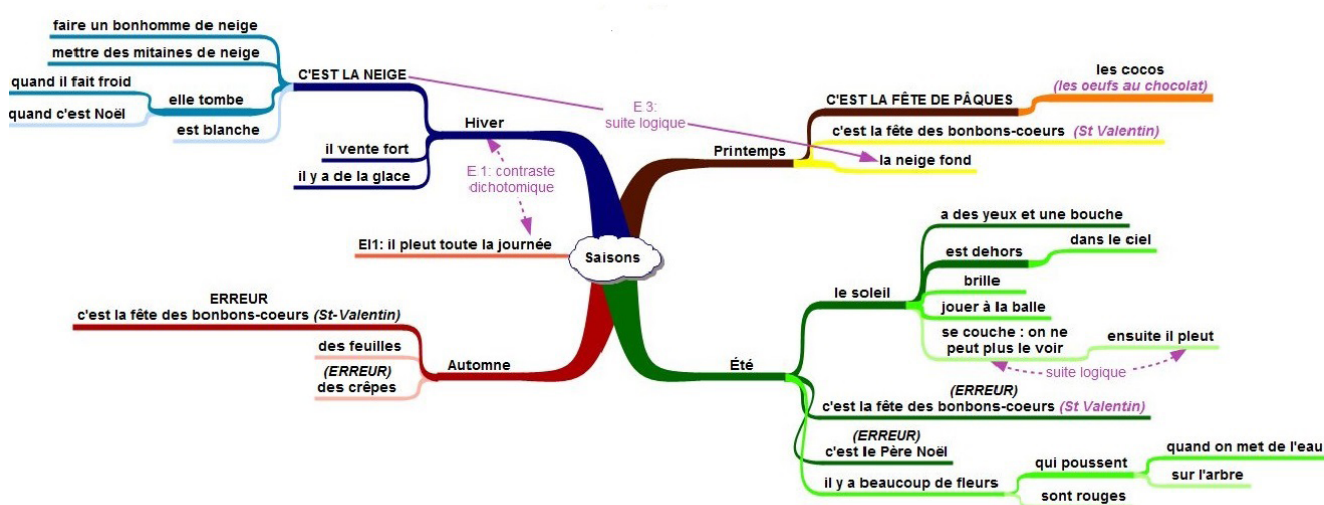 faire un bonhomme de neige
mettre des mitaines de neige
quand il fait froid
quand c'est Noël
elle tombe
est blanche
C'EST LA NEIGE
il vente fort
il y a de la glace
Hiver
E 3:
suite logique
E 1: contraste
dichotomique
EI1: il pleut toute la journée
Saisons
Printemps
C'EST LA FÊTE DE PÂQUES
les cocos
(les oeufs au chocolat)
c'est la fête des bonbons-coeurs (St Valentin)
la neige fond
ERREUR
c'est la fête des bonbons-coeurs (St-Valentin)
des feuilles
(ERREUR)
des crêpes
Automne
Été
le soleil
a des yeux et une bouche
est dehors
dans le ciel
brille
jouer à la balle
se couche : on ne
peut plus le voir
ensuite il pleut
suite logique
(ERREUR)
c'est la fête des bonbons-coeurs (St Valentin)
(ERREUR)
c'est le Père Noël
il y a beaucoup de fleurs
qui poussent
quand on met de l'eau
sur l'arbre
sont rouges